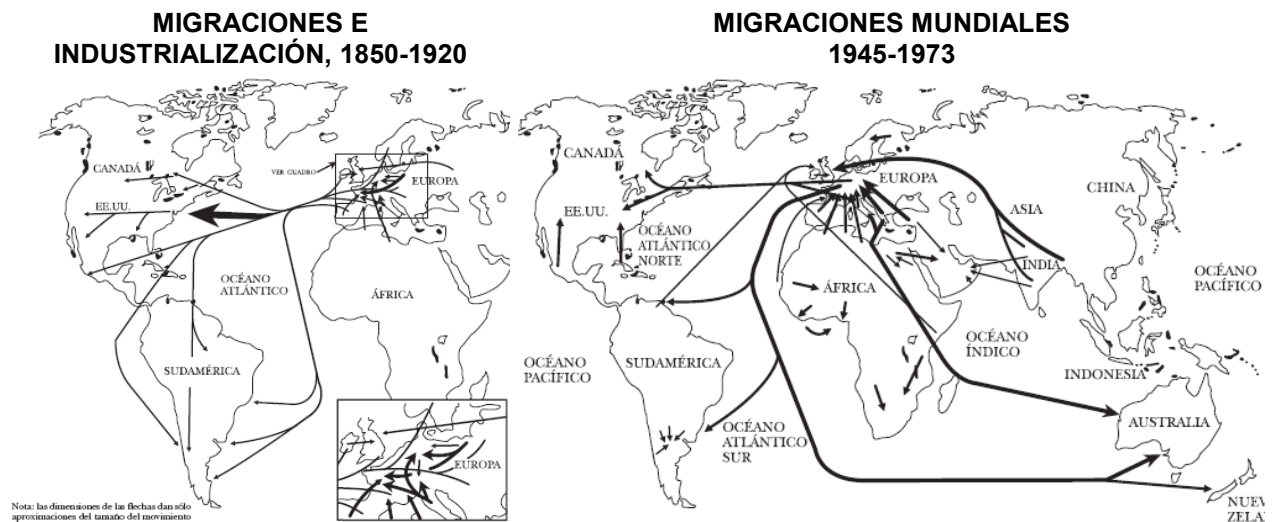 MIGRACIONES E
INDUSTRIALIZACIÓN, 1850-1920
CANADÁ
VER CUADRO
EUROPA
EE.UU.
OCÉANO
ATLÁNTICO
ÁFRICA
SUDAMÉRICA
EUROPA
Nota: las dimensiones de las flechas dan sólo
aproximaciones del tamaño del movimiento
MIGRACIONES MUNDIALES
1945-1973
CANADÁ
EUROPA
CHINA
EE.UU.
ASIA
OCÉANO
ATLÁNTICO
NORTE
INDIA
OCÉANO
PACÍFICO
ÁFRICA
OCÉANO
ÍNDICO
OCÉANO
PACÍFICO
SUDAMÉRICA
INDONESIA
AUSTRALIA
OCÉANO
ATLÁNTICO
SUR
NUEV
ZELA